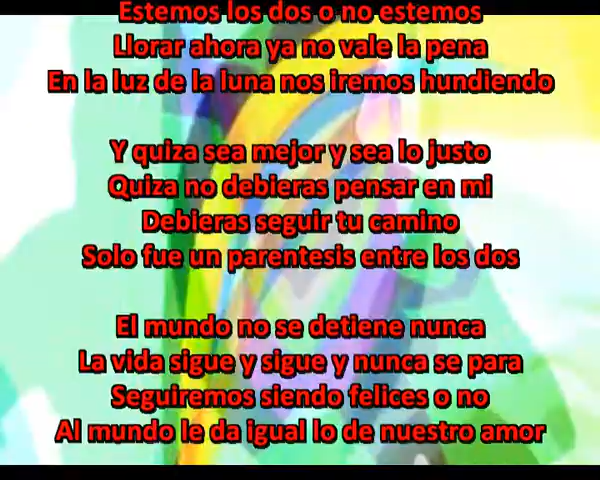 Estemos los dos o no estemos
Llorar ahora ya no vale la pena
En la luz de la luna nos iremos hundiendo
Y quiza sea mejor y sea lo justo
Quiza no debieras pensar en mi
Debieras seguir tu camino
Solo fue un parentesis entre los dos
El mundo no se detiene nunca
La vida sigue y sigue y nunca se para
Seguiremos siendo felices o no
Al mundo le da igual lo de nuestro amor